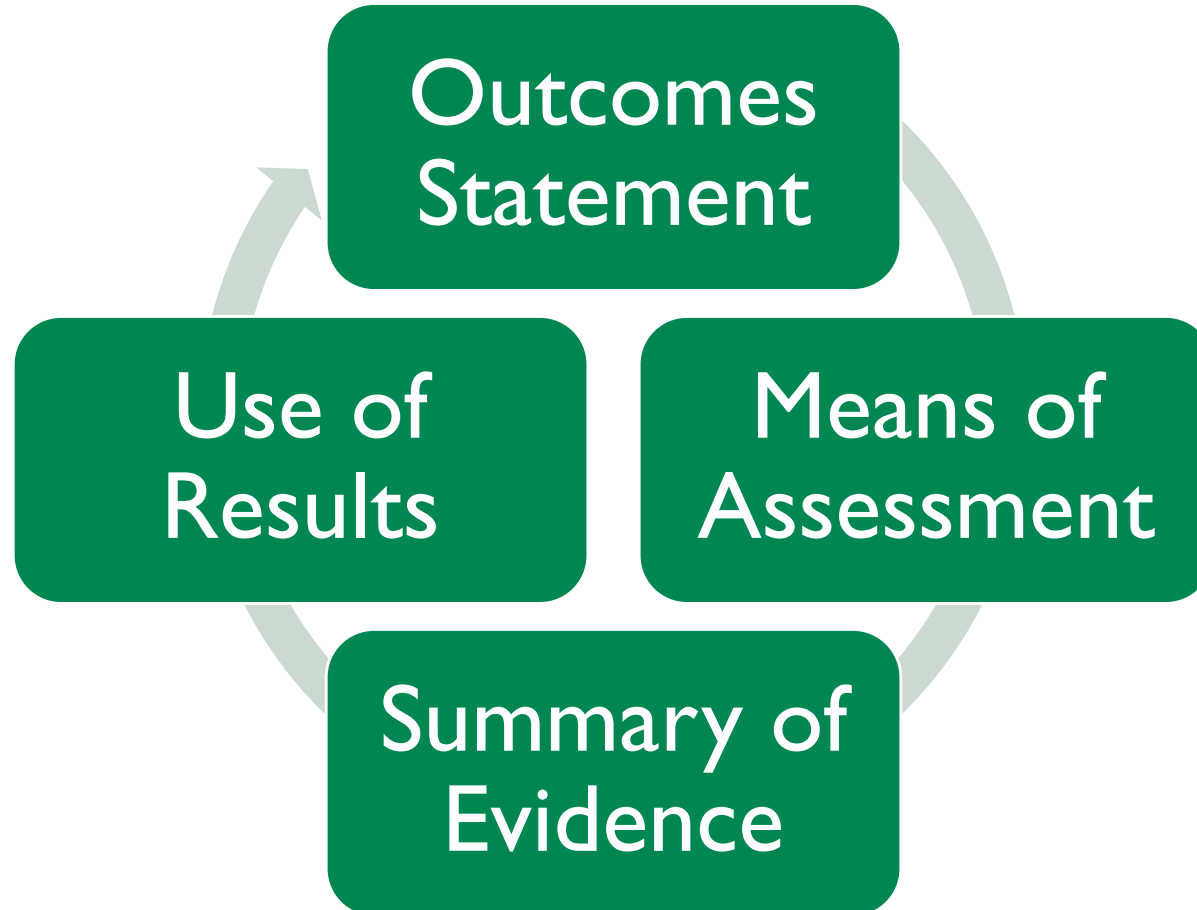 Outcomes
Statement
Means of
Assessment
Summary of
Evidence
Use of
Results